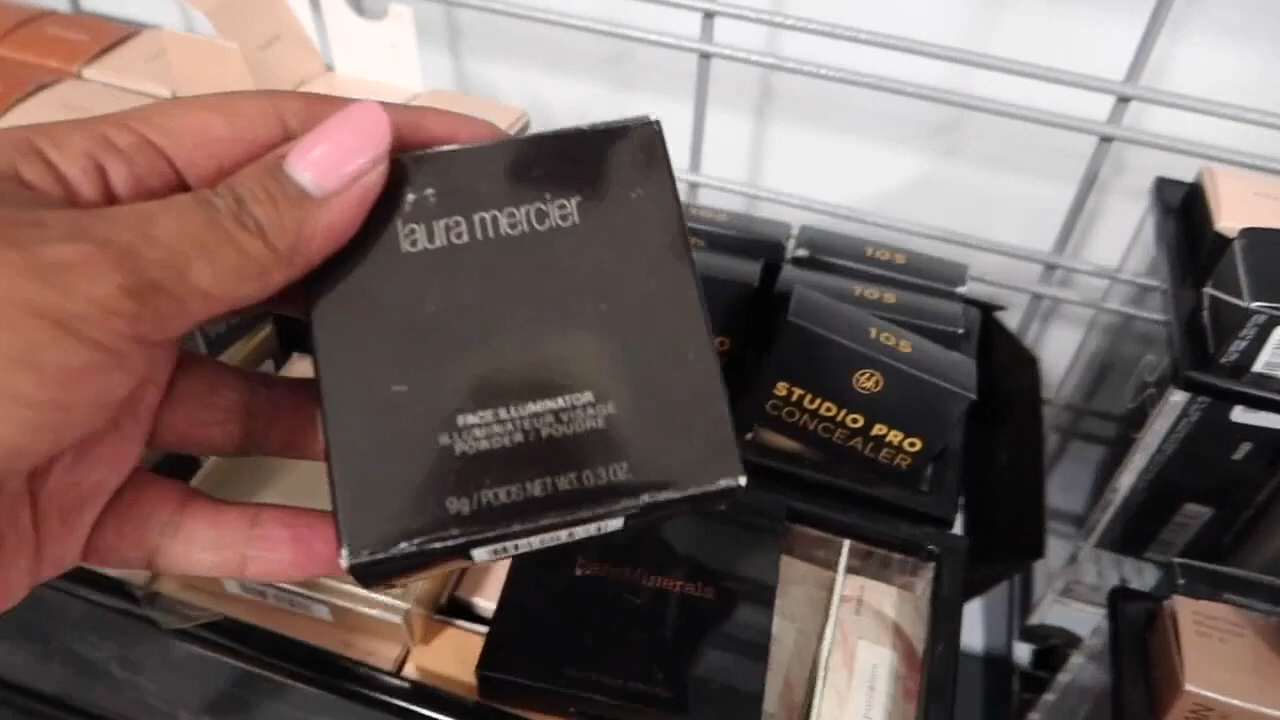 laura mercier
FACE ILLUMINATOR
ILLUMINATEUR VISAGE
POWDER / POUDRE
9g / POIDS NET WT. 0.3 OZ.
105
105
105
STUDIO PRO
CONCEALER
bareMinerals